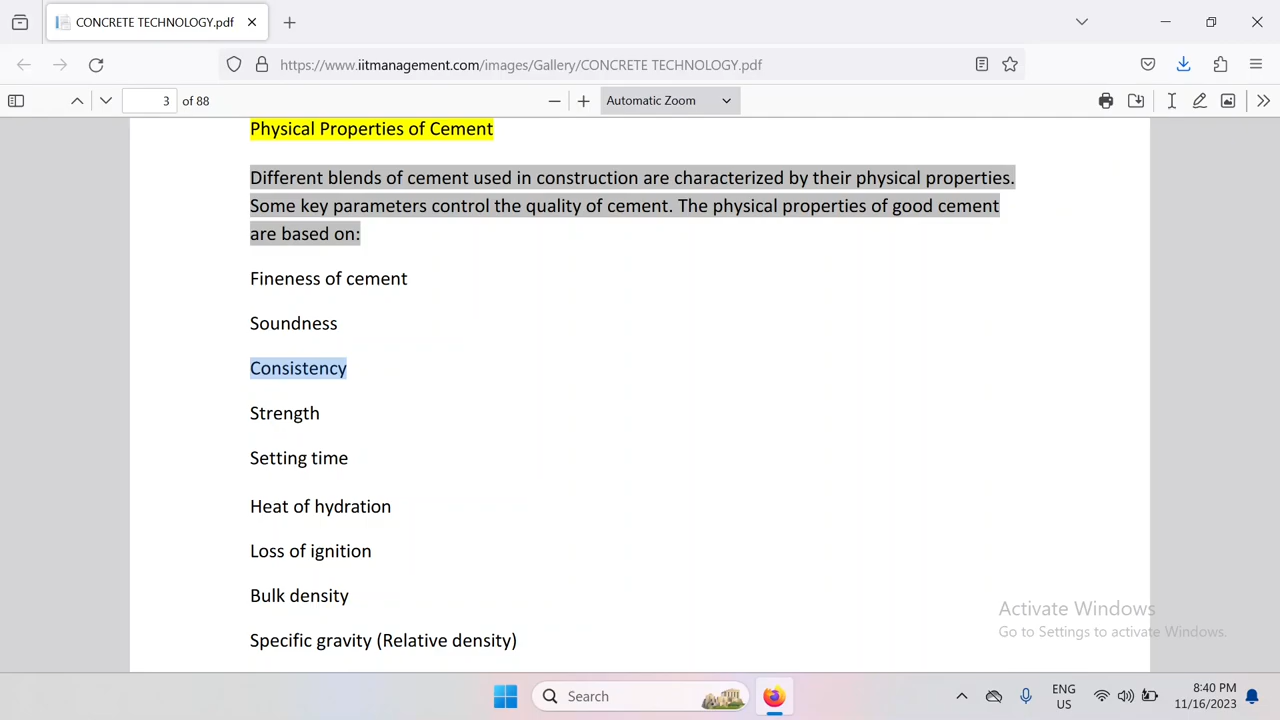 CONCRETE TECHNOLOGY.pdf
https://www.iitmanagement.com/images/Gallery/CONCRETE TECHNOLOGY.pdf
3 of 88
Automatic Zoom
Physical Properties of Cement
Different blends of cement used in construction are characterized by their physical properties.
Some key parameters control the quality of cement. The physical properties of good cement
are based on:
Fineness of cement
Soundness
Consistency
Strength
Setting time
Heat of hydration
Loss of ignition
Bulk density
Specific gravity (Relative density)
Activate Windows
Go to Settings to activate Windows.
Search
ENG
US
8:40 PM
11/16/2023